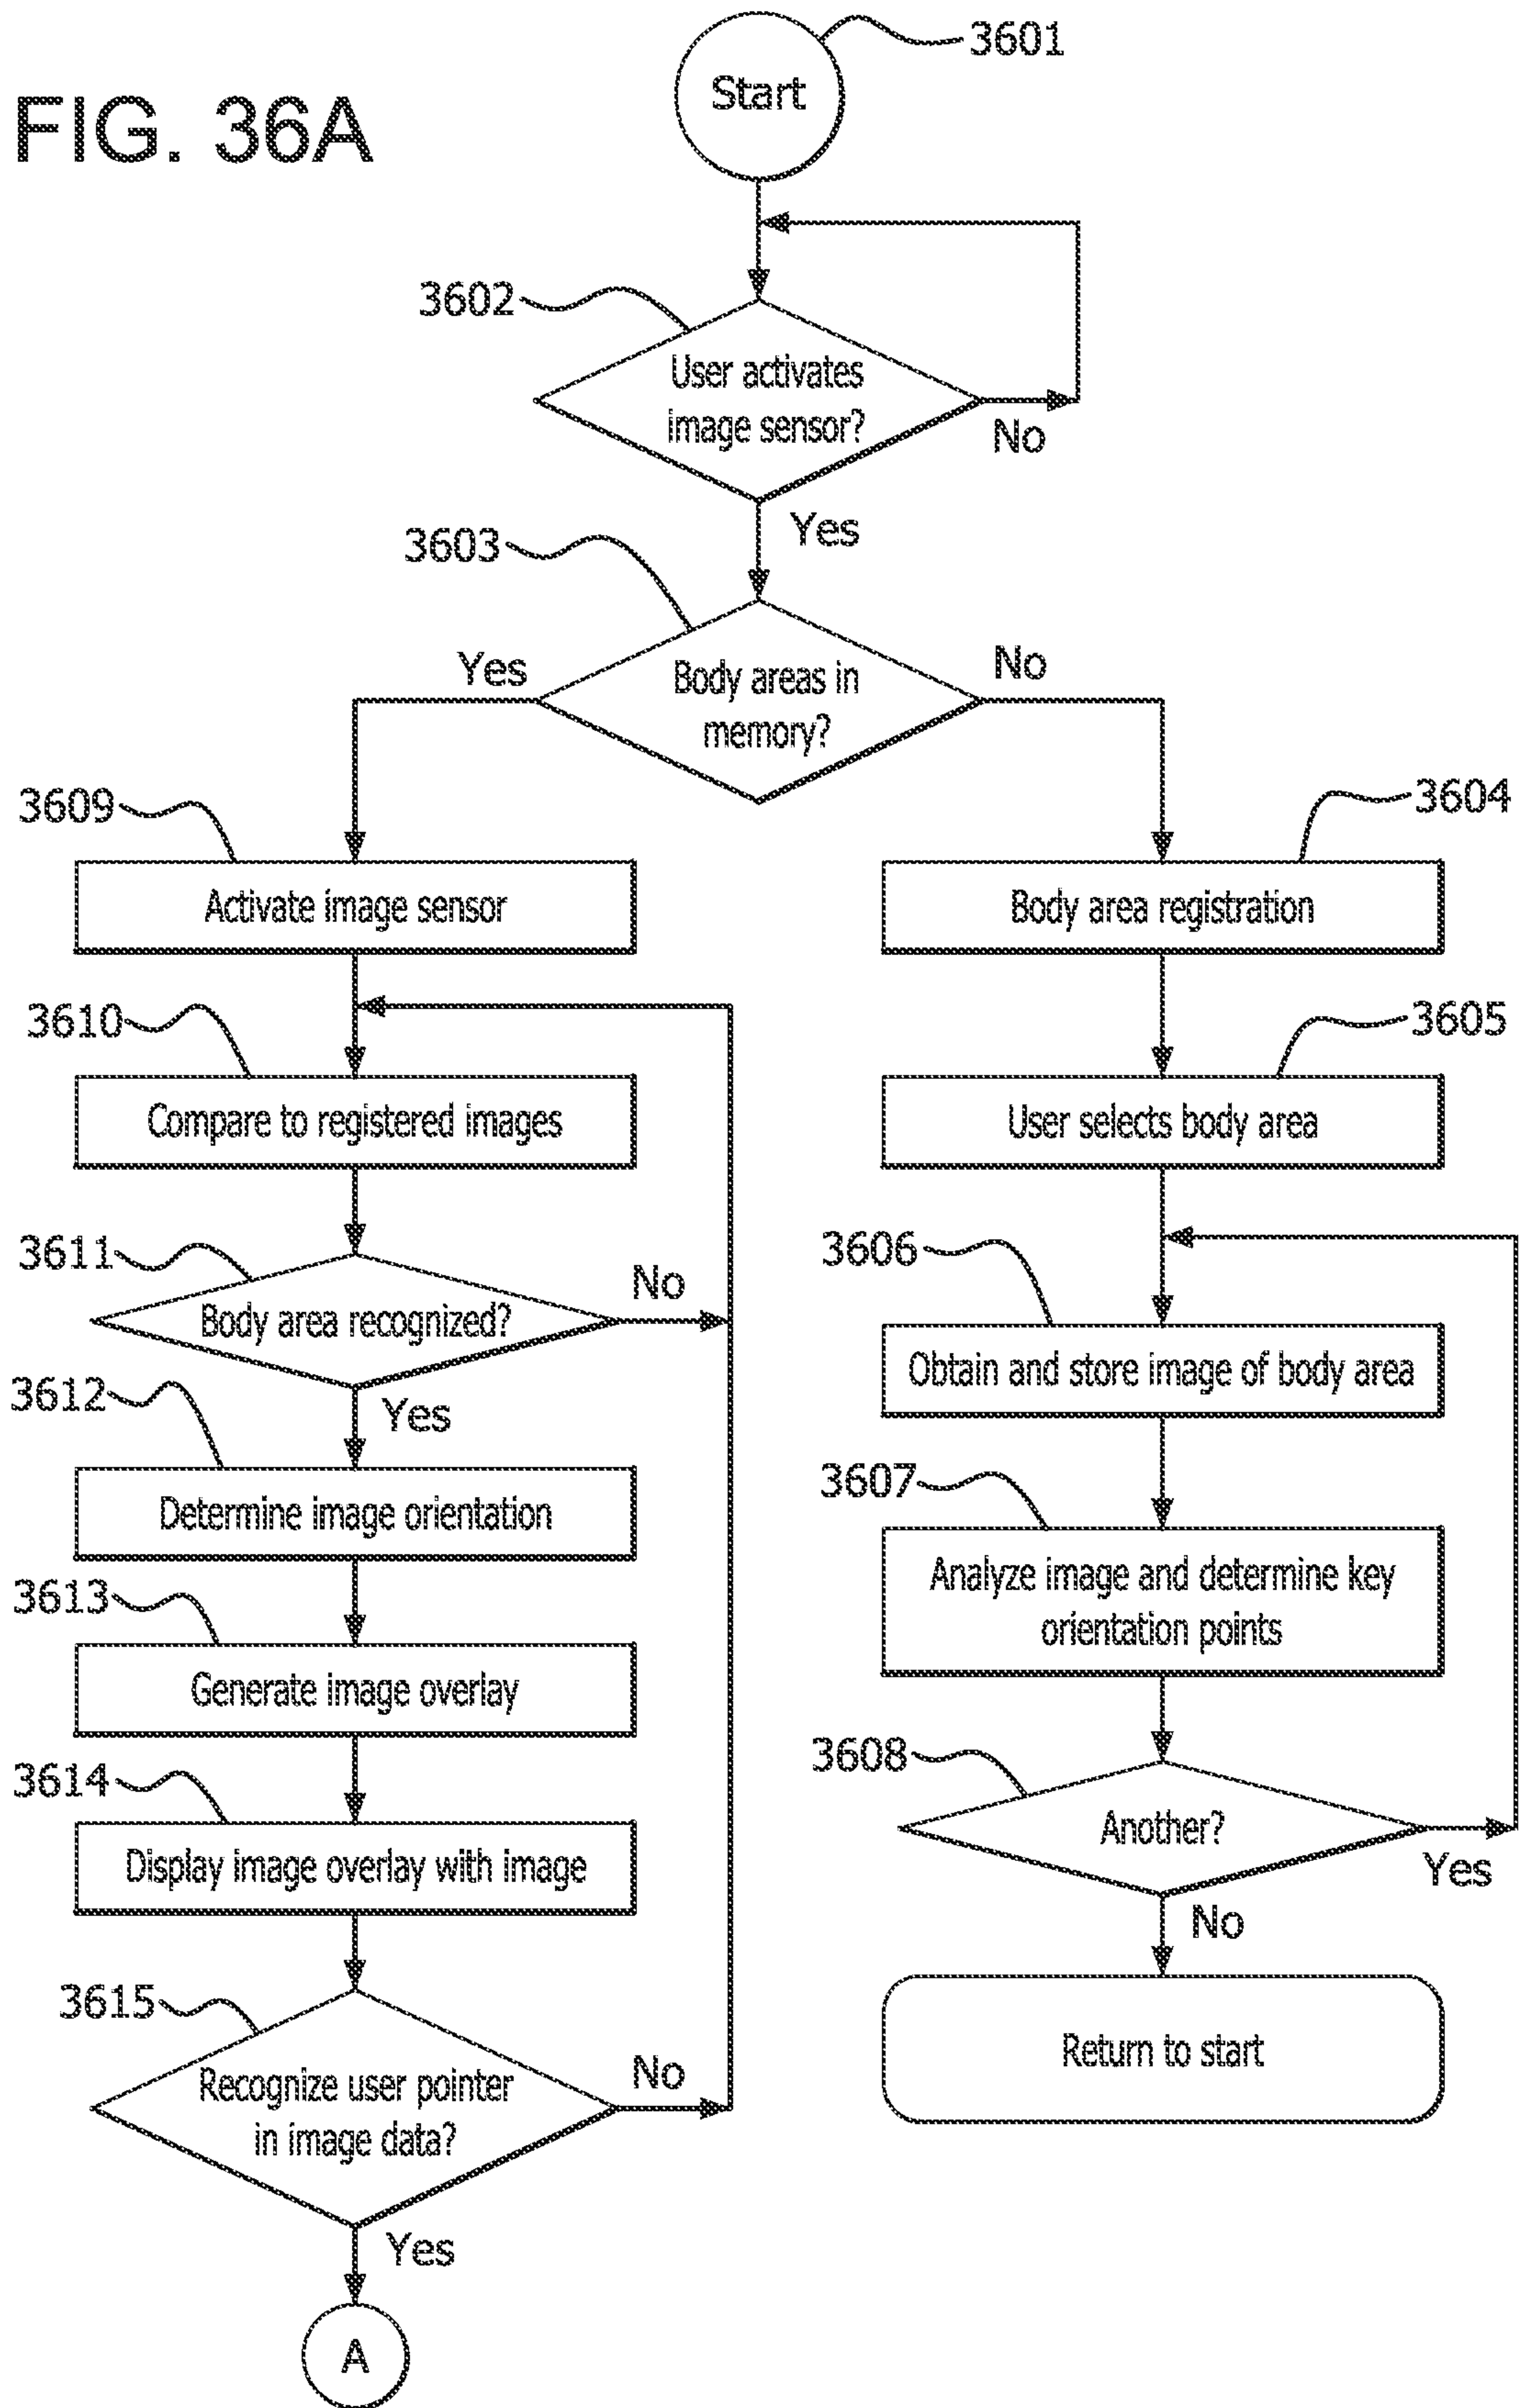 FIG. 36A
3601
Start
3602
User activates
image sensor?
No
Yes
3603
Yes
Body areas in
memory?
No
3609
3604
Activate image sensor
Body area registration
3610
3605
Compare to registered images
User selects body area
3611
Body area recognized?
No
3606
Obtain and store image of body area
3612
Yes
Determine image orientation
3607
Analyze image and determine key
orientation points
3613
Generate image overlay
3608
Another?
Yes
3614
Display image overlay with image
No
3615
Recognize user pointer
in image data?
No
Return to start
Yes
A